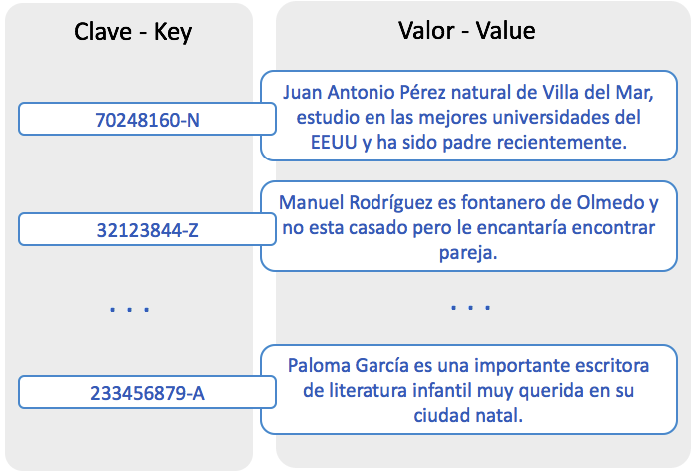 Clave - Key
Valor - Value
70248160-N
Juan Antonio Pérez natural de Villa del Mar,
estudio en las mejores universidades del
EEUU y ha sido padre recientemente.
32123844-Z
Manuel Rodríguez es fontanero de Olmedo y
no esta casado pero le encantaría encontrar
pareja.
. . .
. . .
233456879-A
Paloma García es una importante escritora
de literatura infantil muy querida en su
ciudad natal.